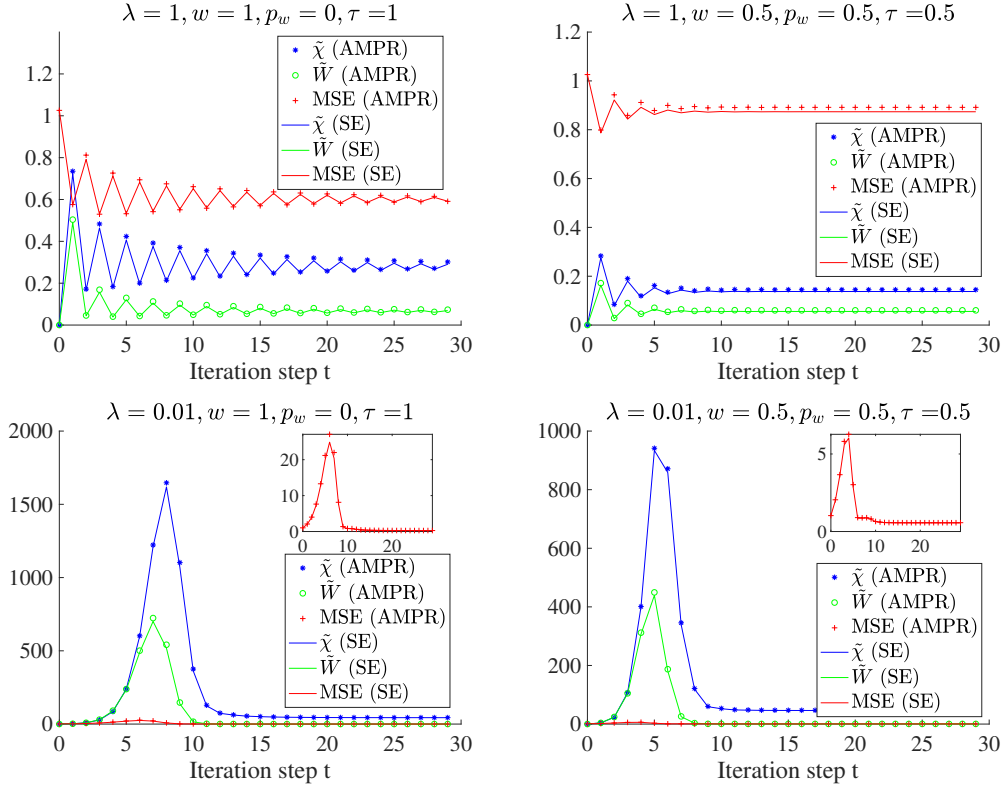 λ = 1, w = 1, p_w = 0, τ =1
1.2
1
0.8
0.6
0.4
0.2
0
0 5 10 15 20 25 30
Iteration step t
χ̃ (AMPR)
W̃ (AMPR)
MSE (AMPR)
χ̃ (SE)
W̃ (SE)
MSE (SE)
λ = 1, w = 0.5, p_w = 0.5, τ =0.5
1.2
1
0.8
0.6
0.4
0.2
0
0 5 10 15 20 25 30
Iteration step t
χ̃ (AMPR)
W̃ (AMPR)
MSE (AMPR)
χ̃ (SE)
W̃ (SE)
MSE (SE)
λ = 0.01, w = 1, p_w = 0, τ =1
2000
1500
1000
500
0
0 5 10 15 20 25 30
Iteration step t
20
10
0
0 10 20
χ̃ (AMPR)
W̃ (AMPR)
MSE (AMPR)
χ̃ (SE)
W̃ (SE)
MSE (SE)
λ = 0.01, w = 0.5, p_w = 0.5, τ =0.5
1000
800
600
400
200
0
0 5 10 15 20 25 30
Iteration step t
5
0
0 10 20
χ̃ (AMPR)
W̃ (AMPR)
MSE (AMPR)
χ̃ (SE)
W̃ (SE)
MSE (SE)